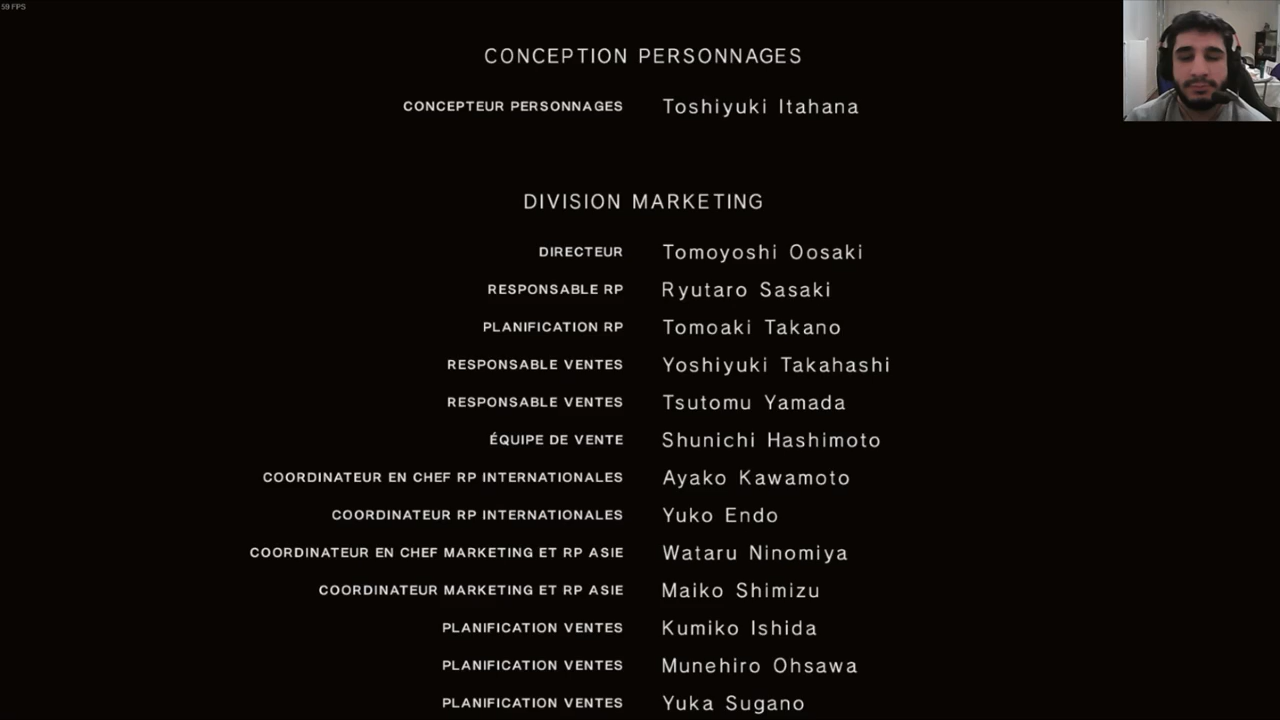 59 FPS
CONCEPTION PERSONNAGES
CONCEPTEUR PERSONNAGES Toshiyuki Itahana
DIVISION MARKETING
DIRECTEUR Tomoyoshi Oosaki
RESPONSABLE RP Ryutaro Sasaki
PLANIFICATION RP Tomoaki Takano
RESPONSABLE VENTES Yoshiyuki Takahashi
RESPONSABLE VENTES Tsutomu Yamada
ÉQUIPE DE VENTE Shunichi Hashimoto
COORDINATEUR EN CHEF RP INTERNATIONALES Ayako Kawamoto
COORDINATEUR RP INTERNATIONALES Yuko Endo
COORDINATEUR EN CHEF MARKETING ET RP ASIE Wataru Ninomiya
COORDINATEUR MARKETING ET RP ASIE Maiko Shimizu
PLANIFICATION VENTES Kumiko Ishida
PLANIFICATION VENTES Munehiro Ohsawa
PLANIFICATION VENTES Yuka Sugano